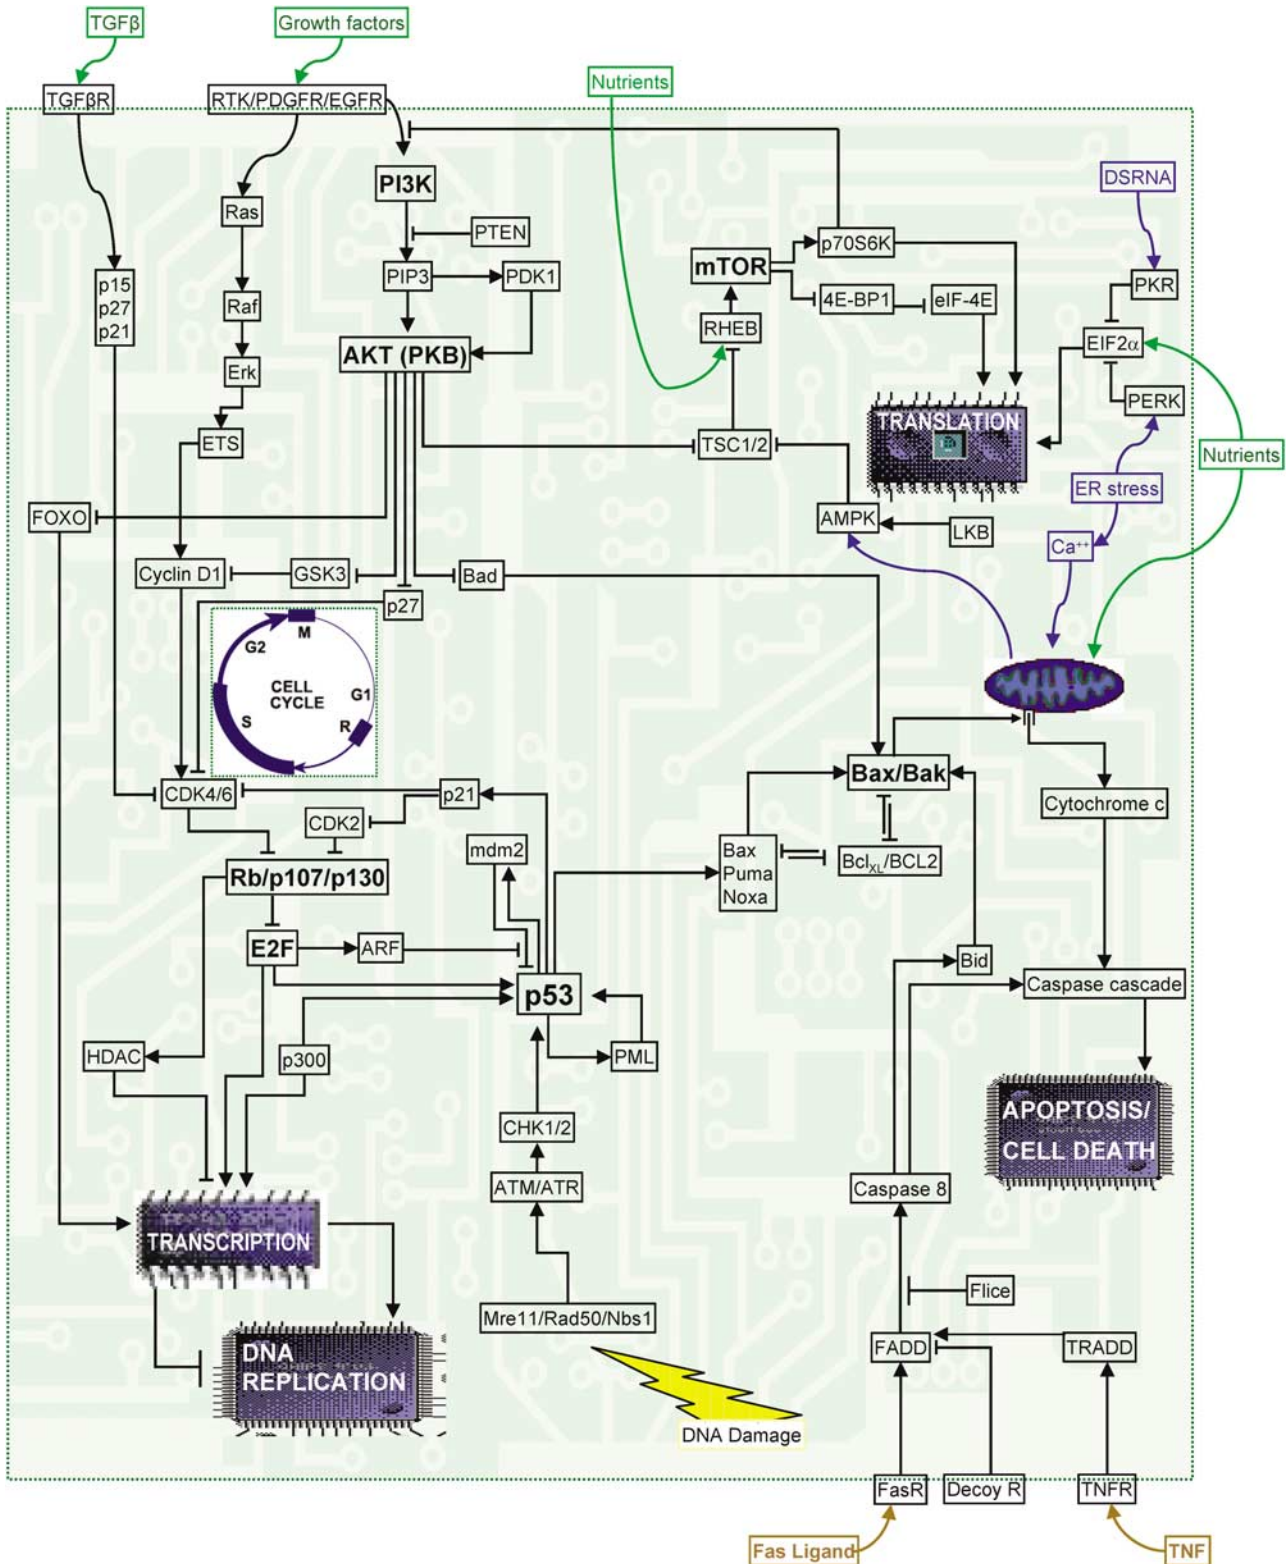 TGFβ
Growth factors
TGFβR
RTK/PDGFR/EGFR
Nutrients
DSRNA
PI3K
Ras
PTEN
p70S6K
mTOR
p15
p27
p21
PIP3
PDK1
PKR
Raf
4E-BP1
eIF-4E
RHEB
EIF2α
AKT (PKB)
Erk
PERK
TRANSLATION
ETS
TSC1/2
Nutrients
ER stress
FOXO
AMPK
LKB
Ca++
Cyclin D1
GSK3
Bad
p27
M
G2
CELL
CYCLE
G1
S
R
Bax/Bak
CDK4/6
p21
Cytochrome c
CDK2
mdm2
Bax
Puma
Noxa
BclXL/BCL2
Rb/p107/p130
E2F
ARF
Bid
p53
Caspase cascade
HDAC
p300
PML
APOPTOSIS/
CELL DEATH
CHK1/2
ATM/ATR
Caspase 8
TRANSCRIPTION
Flice
Mre11/Rad50/Nbs1
DNA
REPLICATION
FADD
TRADD
DNA Damage
FasR
Decoy R
TNFR
Fas Ligand
TNF